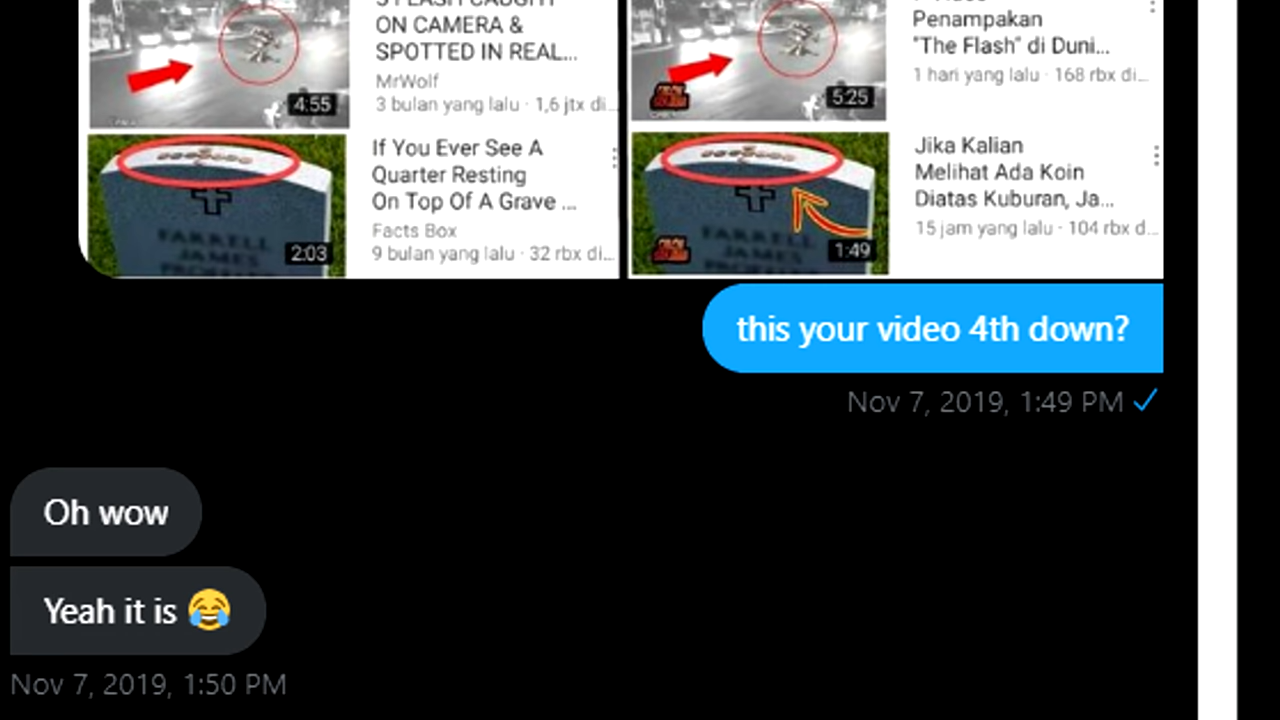 ON CAMERA &
SPOTTED IN REAL...
MrWolf
3 bulan yang lalu · 1,6 jtx di...
4:55
If You Ever See A
Quarter Resting
On Top Of A Grave ...
Facts Box
9 bulan yang lalu · 32 rbx di...
FARRELL
JAMES
2:03
Penampakan
"The Flash" di Duni...
1 hari yang lalu · 168 rbx di...
5:25
Jika Kalian
Melihat Ada Koin
Diatas Kuburan, Ja...
15 jam yang lalu · 104 rbx d...
FARRELL
JAMES
1:49
this your video 4th down?
Nov 7, 2019, 1:49 PM
Oh wow
Yeah it is 😂
Nov 7, 2019, 1:50 PM